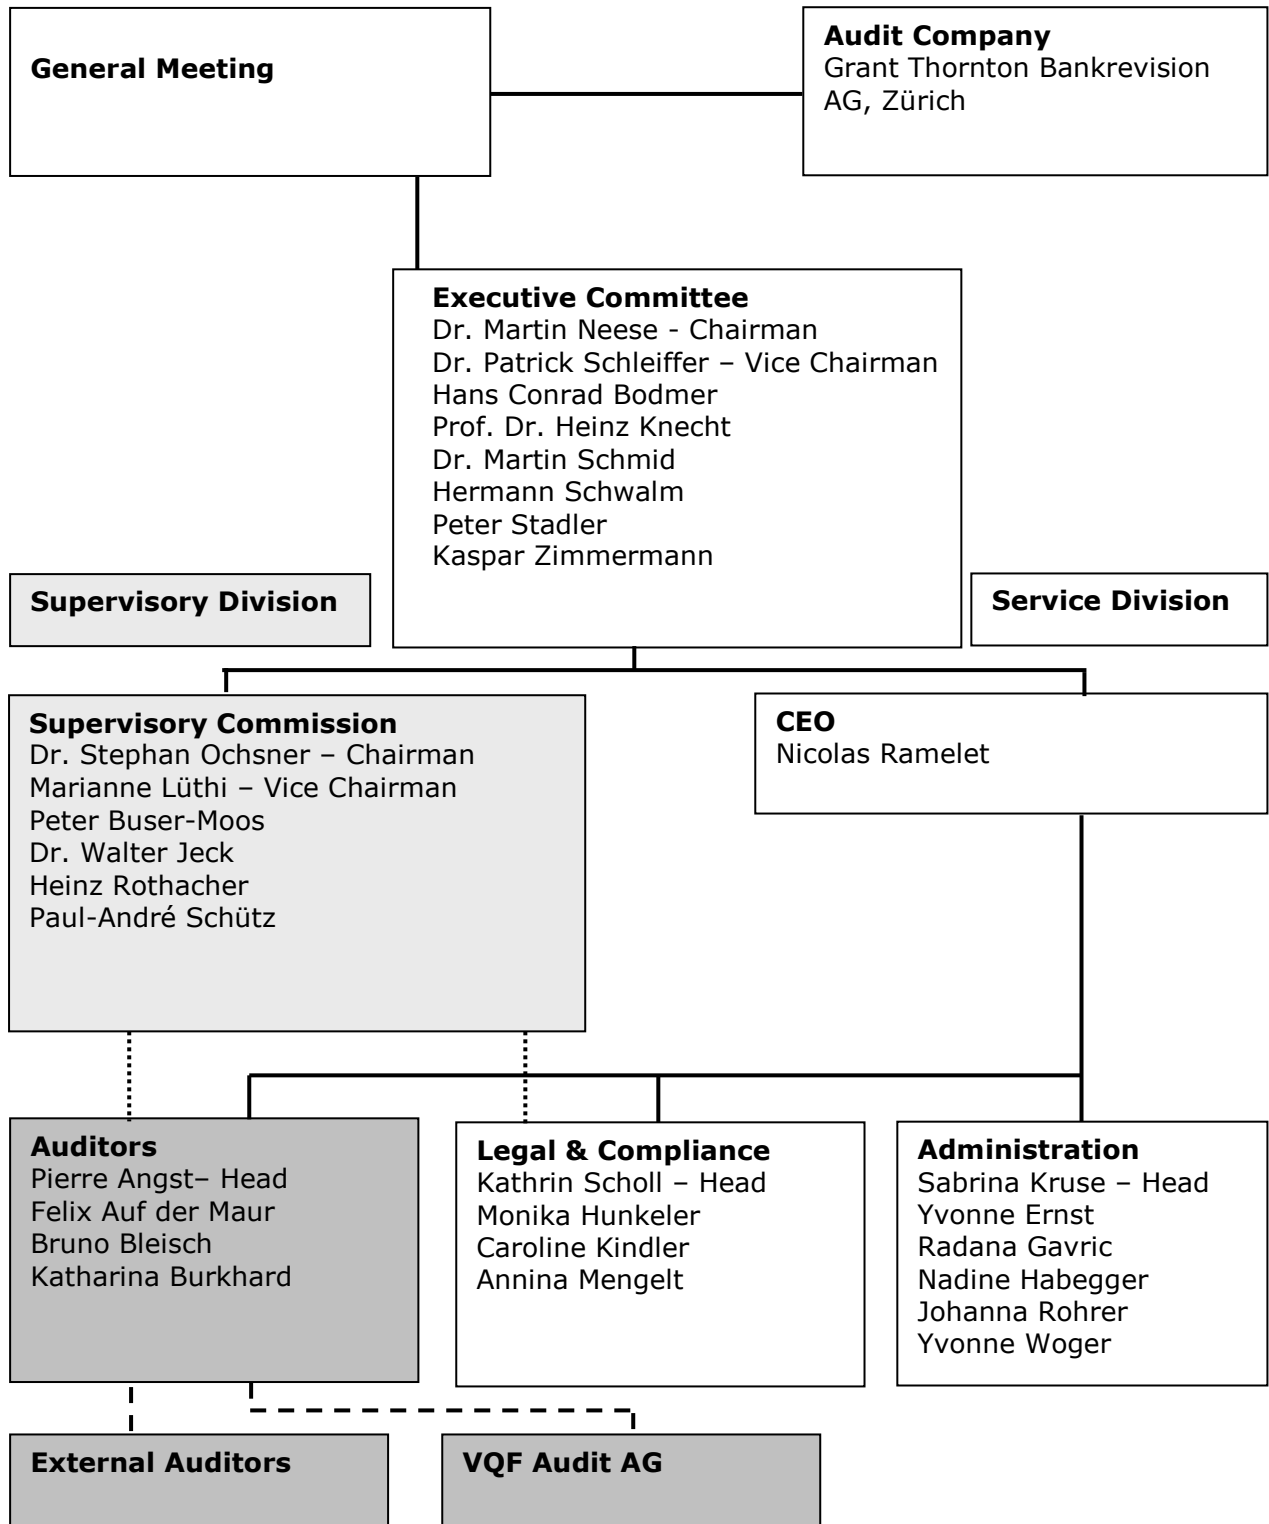 General Meeting
Audit Company
Grant Thornton Bankrevision
AG, Zürich
Executive Committee
Dr. Martin Neese - Chairman
Dr. Patrick Schleiffer – Vice Chairman
Hans Conrad Bodmer
Prof. Dr. Heinz Knecht
Dr. Martin Schmid
Hermann Schwalm
Peter Stadler
Kaspar Zimmermann
Supervisory Division
Service Division
Supervisory Commission
Dr. Stephan Ochsner – Chairman
Marianne Lüthi – Vice Chairman
Peter Buser-Moos
Dr. Walter Jeck
Heinz Rothacher
Paul-André Schütz
CEO
Nicolas Ramelet
Auditors
Pierre Angst– Head
Felix Auf der Maur
Bruno Bleisch
Katharina Burkhard
Legal & Compliance
Kathrin Scholl – Head
Monika Hunkeler
Caroline Kindler
Annina Mengelt
Administration
Sabrina Kruse – Head
Yvonne Ernst
Radana Gavric
Nadine Habegger
Johanna Rohrer
Yvonne Woger
External Auditors
VQF Audit AG